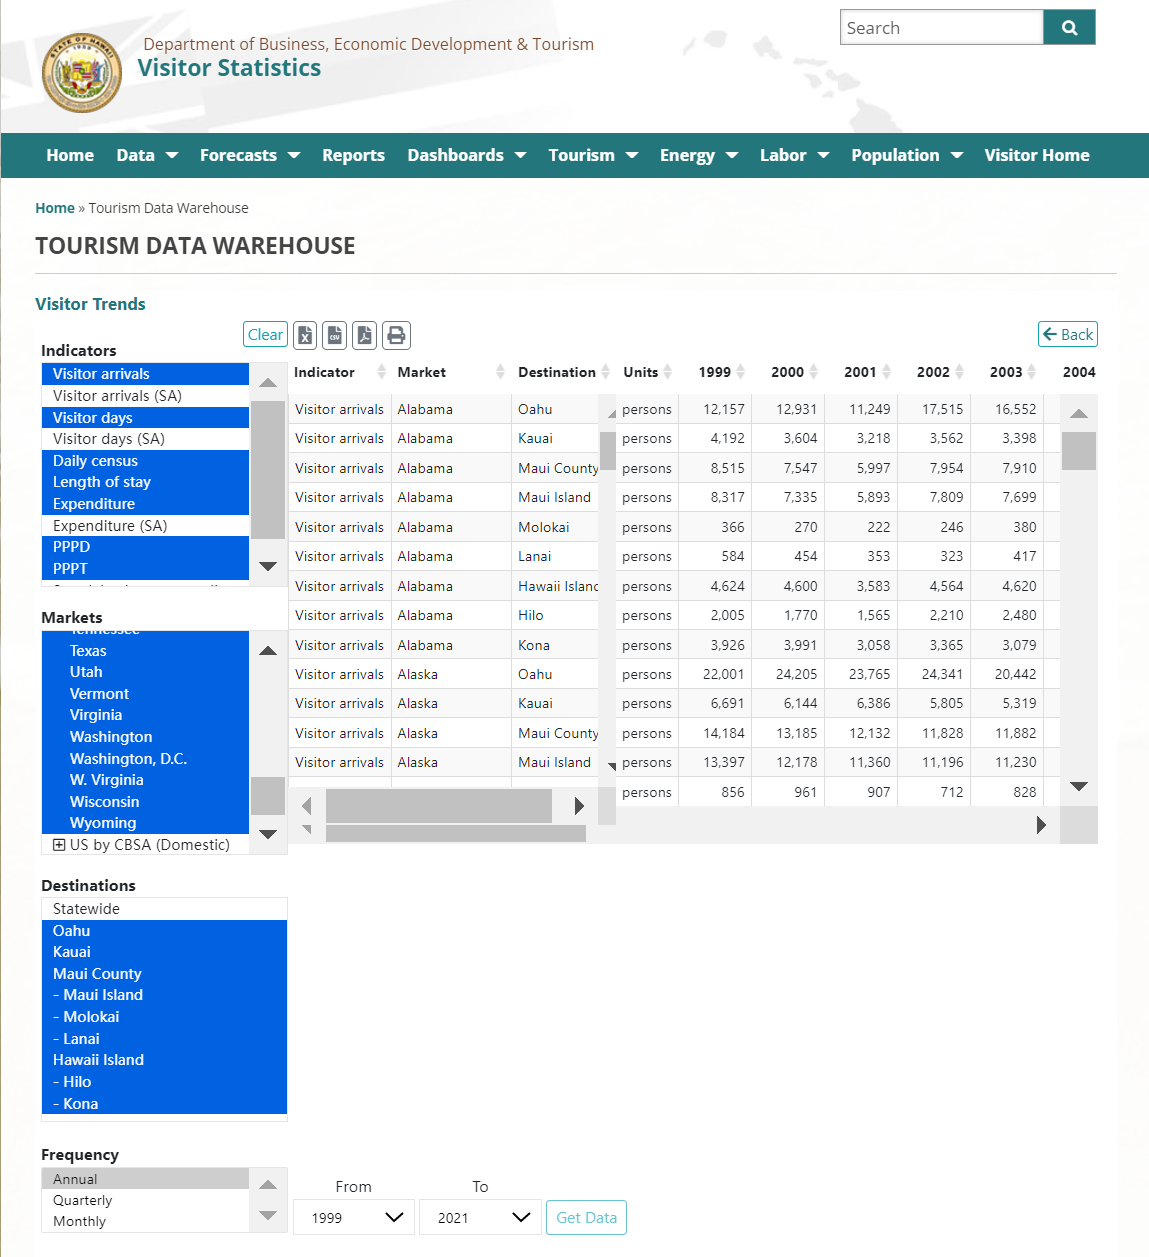 Department of Business, Economic Development & Tourism
Visitor Statistics
Search
Home Data Forecasts Reports Dashboards Tourism Energy Labor Population Visitor Home
Home » Tourism Data Warehouse
TOURISM DATA WAREHOUSE
Visitor Trends
Clear
Back
Indicators
Visitor arrivals
Visitor arrivals (SA)
Visitor days
Visitor days (SA)
Daily census
Length of stay
Expenditure
Expenditure (SA)
PPPD
PPPT
Markets
Tennessee
Texas
Utah
Vermont
Virginia
Washington
Washington, D.C.
W. Virginia
Wisconsin
Wyoming
US by CBSA (Domestic)
Destinations
Statewide
Oahu
Kauai
Maui County
- Maui Island
- Molokai
- Lanai
Hawaii Island
- Hilo
- Kona
Frequency
Annual
Quarterly
Monthly
Indicator Market Destination Units 1999 2000 2001 2002 2003 2004
Visitor arrivals Alabama Oahu persons 12,157 12,931 11,249 17,515 16,552
Visitor arrivals Alabama Kauai persons 4,192 3,604 3,218 3,562 3,398
Visitor arrivals Alabama Maui County persons 8,515 7,547 5,997 7,954 7,910
Visitor arrivals Alabama Maui Island persons 8,317 7,335 5,893 7,809 7,699
Visitor arrivals Alabama Molokai persons 366 270 222 246 380
Visitor arrivals Alabama Lanai persons 584 454 353 323 417
Visitor arrivals Alabama Hawaii Island persons 4,624 4,600 3,583 4,564 4,620
Visitor arrivals Alabama Hilo persons 2,005 1,770 1,565 2,210 2,480
Visitor arrivals Alabama Kona persons 3,926 3,991 3,058 3,365 3,079
Visitor arrivals Alaska Oahu persons 22,001 24,205 23,765 24,341 20,442
Visitor arrivals Alaska Kauai persons 6,691 6,144 6,386 5,805 5,319
Visitor arrivals Alaska Maui County persons 14,184 13,185 12,132 11,828 11,882
Visitor arrivals Alaska Maui Island persons 13,397 12,178 11,360 11,196 11,230
persons 856 961 907 712 828
From To
1999 2021 Get Data